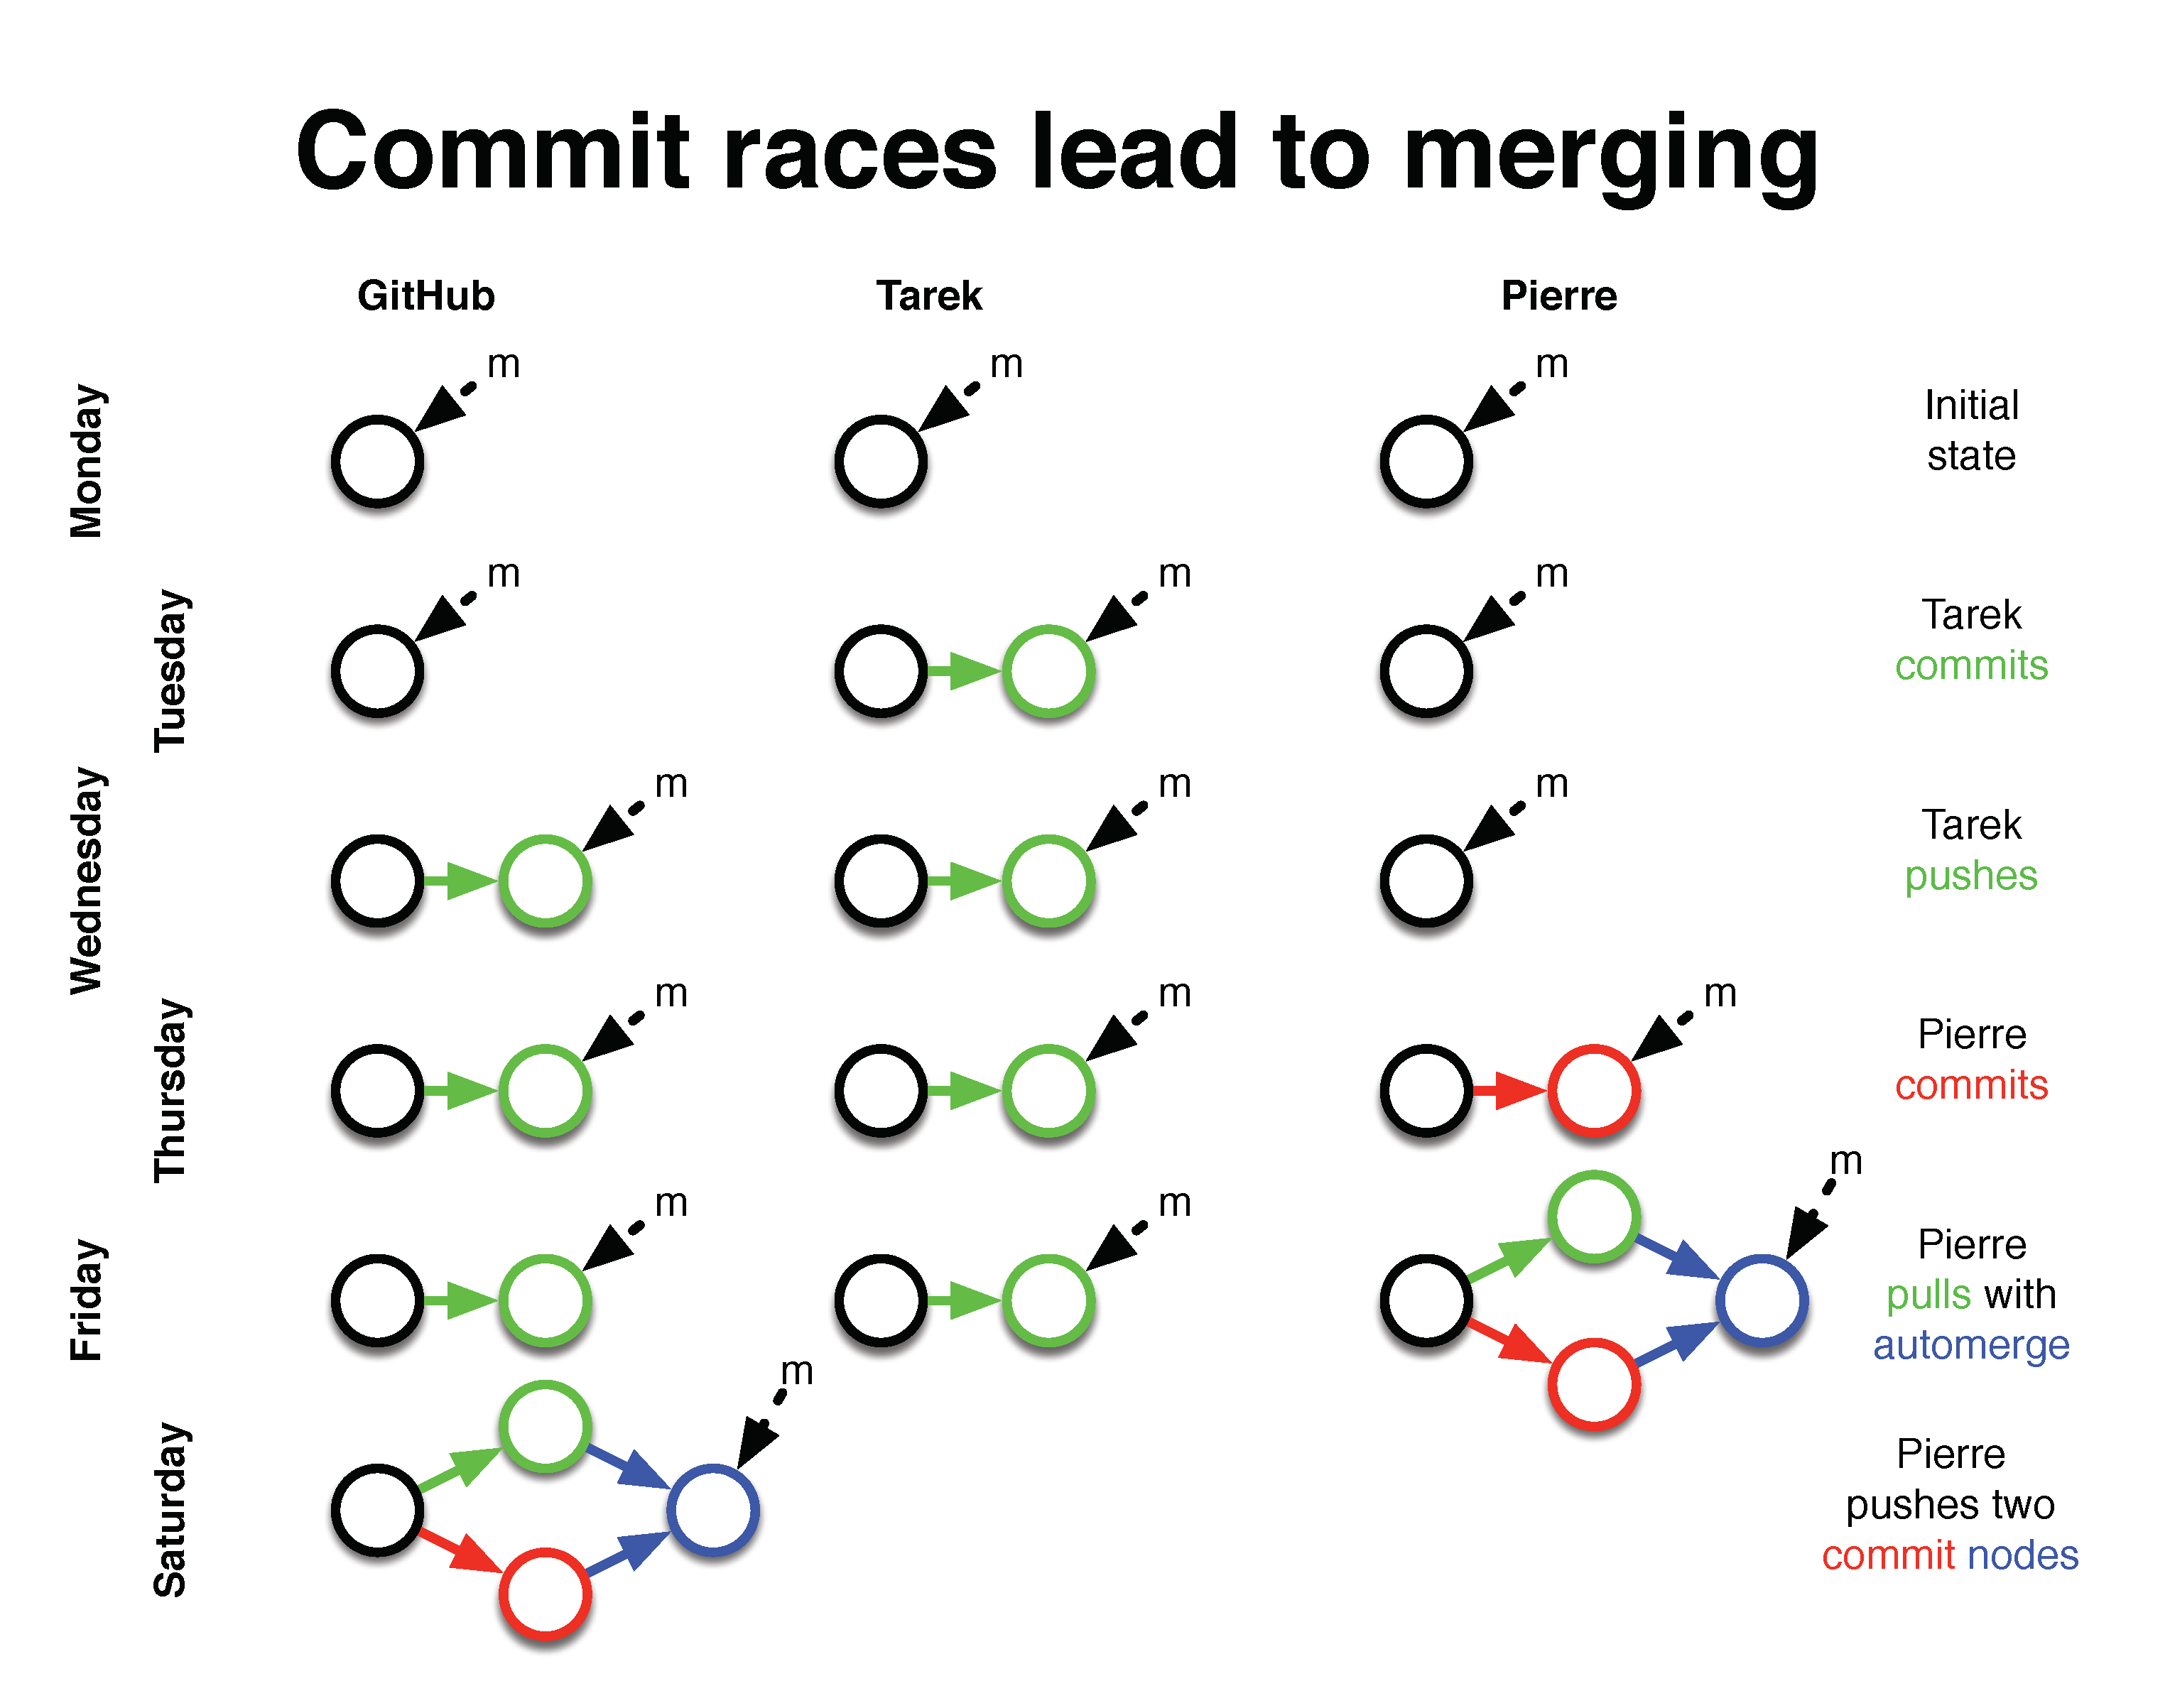 Commit races lead to merging
GitHub Tarek Pierre
Monday
m m m
Initial
state
Tuesday
m m m
Tarek
commits
Wednesday
m m m
Tarek
pushes
Thursday
m m m
Pierre
commits
Friday
m m m
Pierre
pulls with
automerge
Saturday
m
Pierre
pushes two
commit nodes